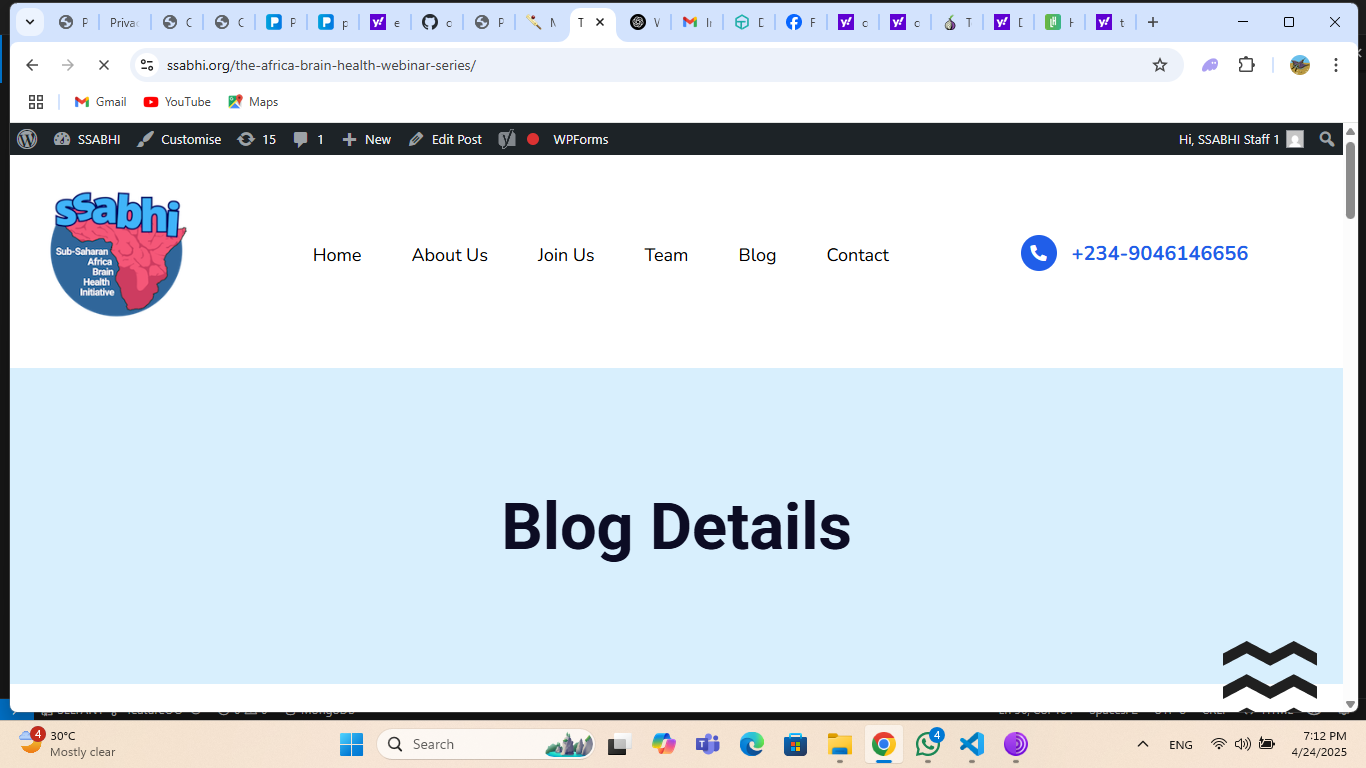 ssabhi.org/the-africa-brain-health-webinar-series/
Gmail YouTube Maps
SSABHI Customise 15 1 New Edit Post WPForms Hi, SSABHI Staff 1
ssabhi
Sub-Saharan
Africa
Brain
Health
Initiative
Home About Us Join Us Team Blog Contact +234-9046146656
Blog Details
4
30°C
Mostly clear
Search
4
ENG
7:12 PM
4/24/2025